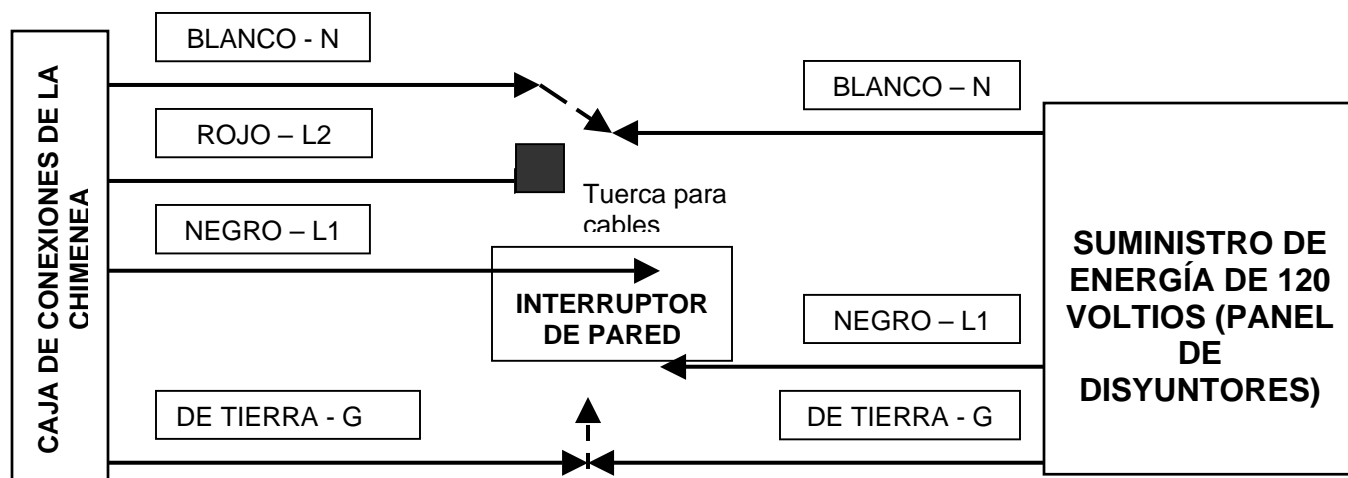 CAJA DE CONEXIONES DE LA
CHIMENEA
BLANCO - N
ROJO – L2
NEGRO – L1
DE TIERRA - G
Tuerca para
cables
INTERRUPTOR
DE PARED
BLANCO – N
NEGRO – L1
DE TIERRA - G
SUMINISTRO DE
ENERGÍA DE 120
VOLTIOS (PANEL
DE
DISYUNTORES)